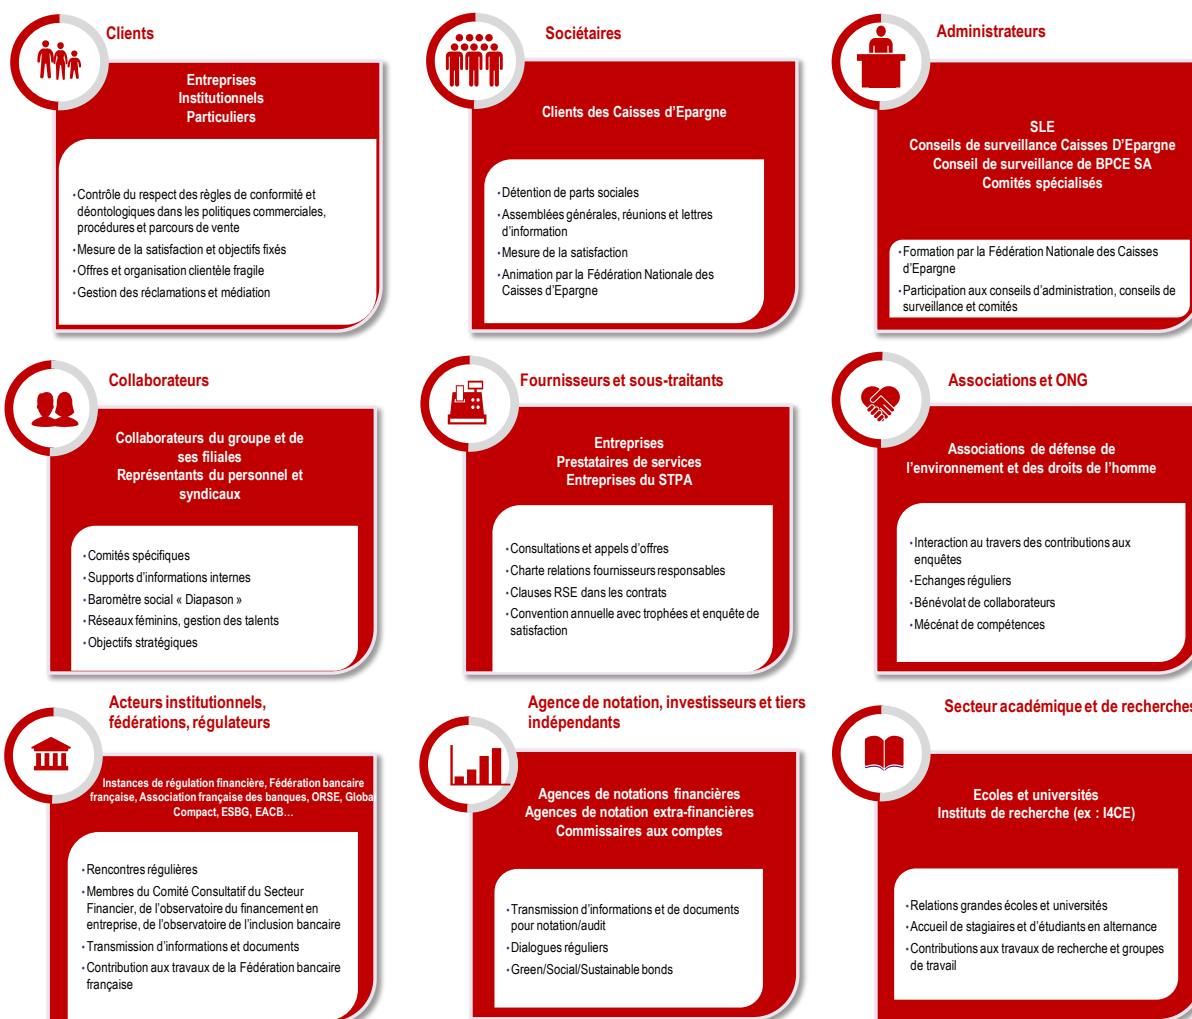 Clients
Entreprises
Institutionnels
Particuliers
· Contrôle du respect des règles de conformité et
déontologiques dans les politiques commerciales,
procédures et parcours de vente
· Mesure de la satisfaction et objectifs fixés
· Offres et organisation clientèle fragile
· Gestion des réclamations et médiation
Sociétaires
Clients des Caisses d'Epargne
· Détention de parts sociales
· Assemblées générales, réunions et lettres
d'information
· Mesure de la satisfaction
· Animation par la Fédération Nationale des
Caisses d'Epargne
Administrateurs
SLE
Conseils de surveillance Caisses D'Epargne
Conseil de surveillance de BPCE SA
Comités spécialisés
· Formation par la Fédération Nationale des Caisses
d'Epargne
· Participation aux conseils d'administration, conseils de
surveillance et comités
Collaborateurs
Collaborateurs du groupe et de
ses filiales
Représentants du personnel et
syndicaux
· Comités spécifiques
· Supports d'informations internes
· Baromètre social « Diapason »
· Réseaux féminins, gestion des talents
· Objectifs stratégiques
Fournisseurs et sous-traitants
Entreprises
Prestataires de services
Entreprises du STPA
· Consultations et appels d'offres
· Charte relations fournisseurs responsables
· Clauses RSE dans les contrats
· Convention annuelle avec trophées et enquête de
satisfaction
Associations et ONG
Associations de défense de
l'environnement et des droits de l'homme
· Interaction au travers des contributions aux
enquêtes
· Echanges réguliers
· Bénévolat de collaborateurs
· Mécénat de compétences
Acteurs institutionnels,
fédérations, régulateurs
Instances de régulation financière, Fédération bancaire
française, Association française des banques, ORSE, Global
Compact, ESBG, EACB…
· Rencontres régulières
· Membres du Comité Consultatif du Secteur
Financier, de l'observatoire du financement en
entreprise, de l'observatoire de l'inclusion bancaire
· Transmission d'informations et documents
· Contribution aux travaux de la Fédération bancaire
française
Agence de notation, investisseurs et tiers
indépendants
Agences de notations financières
Agences de notation extra-financières
Commissaires aux comptes
· Transmission d'informations et de documents
pour notation/audit
· Dialogues réguliers
· Green/Social/Sustainable bonds
Secteur académique et de recherches
Ecoles et universités
Instituts de recherche (ex : I4CE)
· Relations grandes écoles et universités
· Accueil de stagiaires et d'étudiants en alternance
· Contributions aux travaux de recherche et groupes
de travail